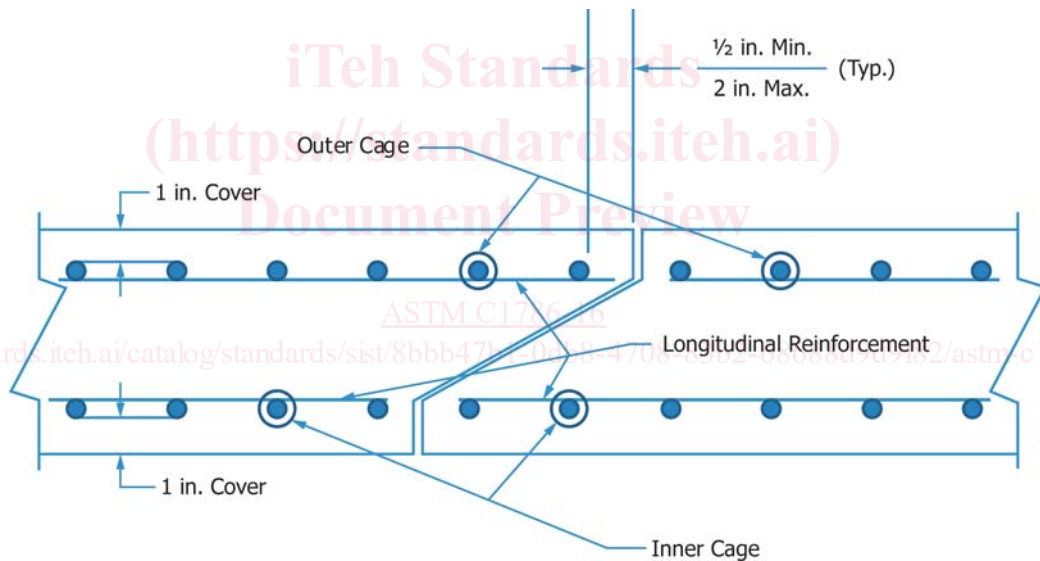 iTeh Standards
½ in. Min.
2 in. Max.
(Typ.)
(https://standards.iteh.ai)
Outer Cage
1 in. Cover
Document Preview
ASTM C1786-16
Longitudinal Reinforcement
1 in. Cover
Inner Cage